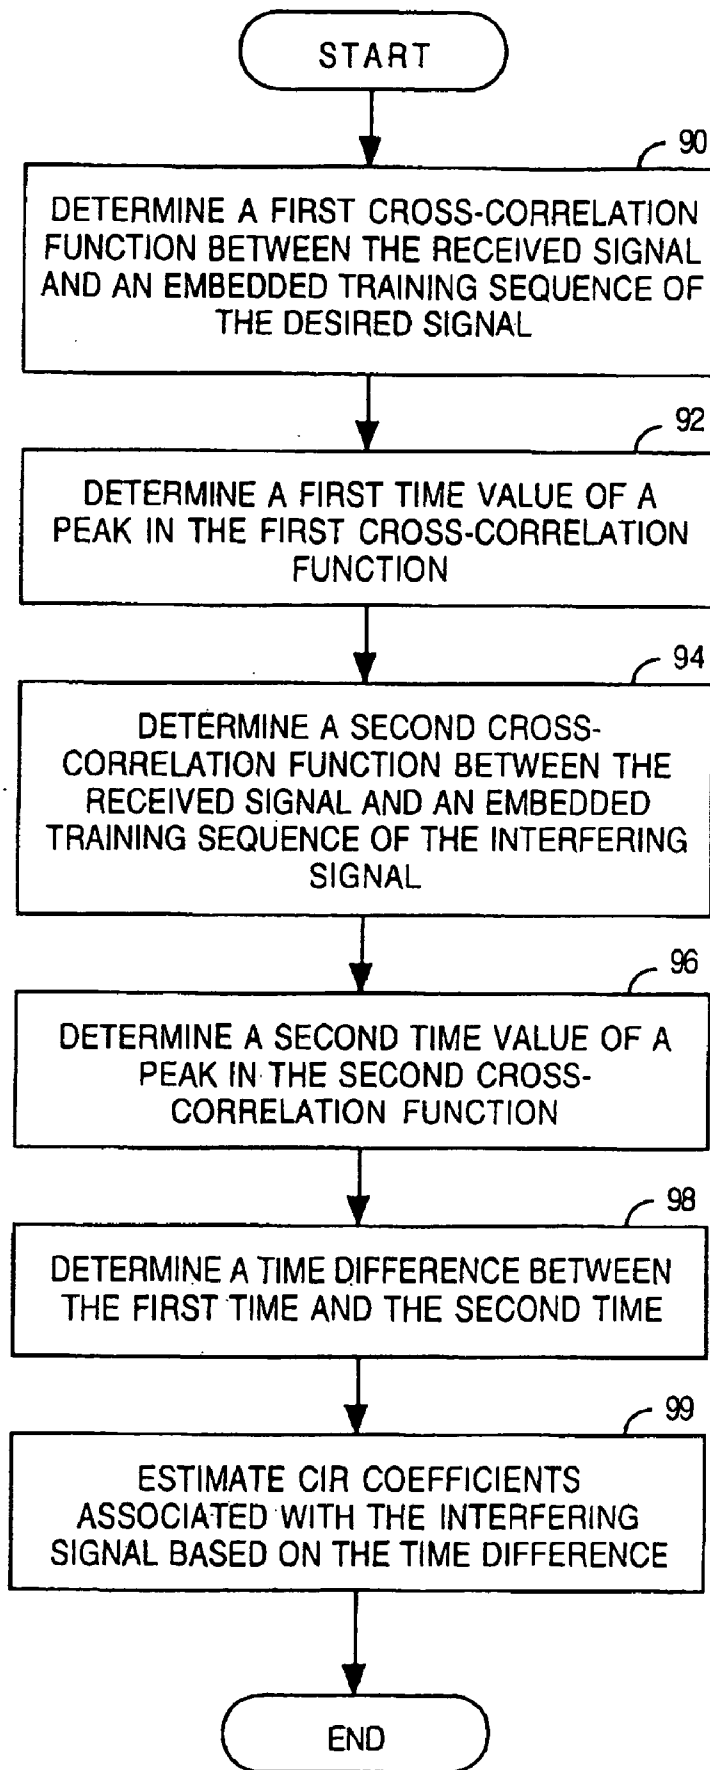 START
90
DETERMINE A FIRST CROSS-CORRELATION
FUNCTION BETWEEN THE RECEIVED SIGNAL
AND AN EMBEDDED TRAINING SEQUENCE OF
THE DESIRED SIGNAL
92
DETERMINE A FIRST TIME VALUE OF A
PEAK IN THE FIRST CROSS-CORRELATION
FUNCTION
94
DETERMINE A SECOND CROSS-
CORRELATION FUNCTION BETWEEN THE
RECEIVED SIGNAL AND AN EMBEDDED
TRAINING SEQUENCE OF THE INTERFERING
SIGNAL
96
DETERMINE A SECOND TIME VALUE OF A
PEAK IN THE SECOND CROSS-
CORRELATION FUNCTION
98
DETERMINE A TIME DIFFERENCE BETWEEN
THE FIRST TIME AND THE SECOND TIME
99
ESTIMATE CIR COEFFICIENTS
ASSOCIATED WITH THE INTERFERING
SIGNAL BASED ON THE TIME DIFFERENCE
END